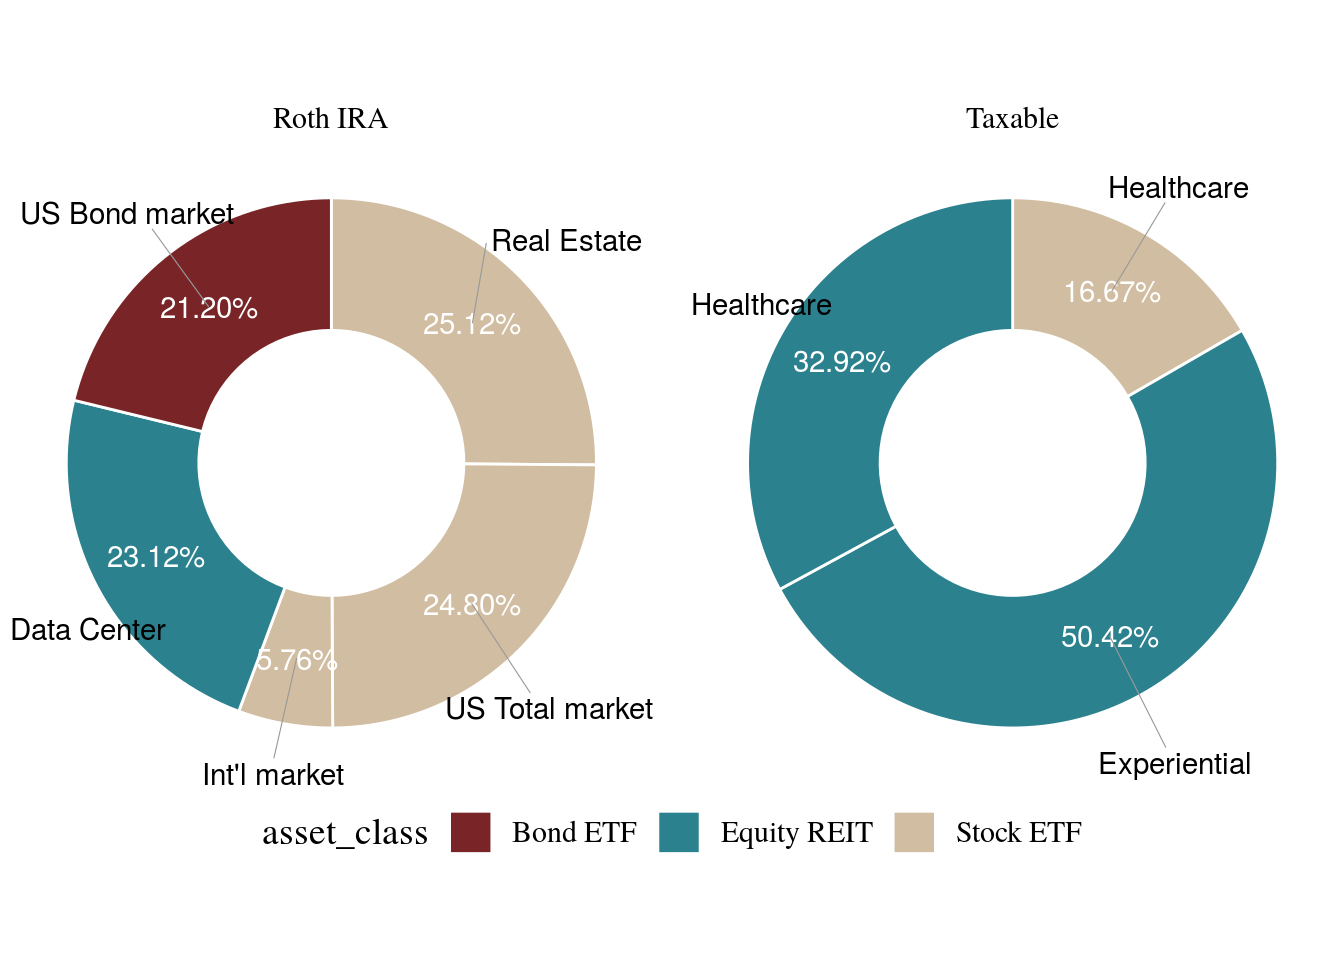 Roth IRA
Taxable
US Bond market
Real Estate
21.20%
25.12%
23.12%
24.80%
Data Center
5.76%
US Total market
Int'l market
Healthcare
Healthcare
16.67%
32.92%
50.42%
Experiential
asset_class Bond ETF Equity REIT Stock ETF